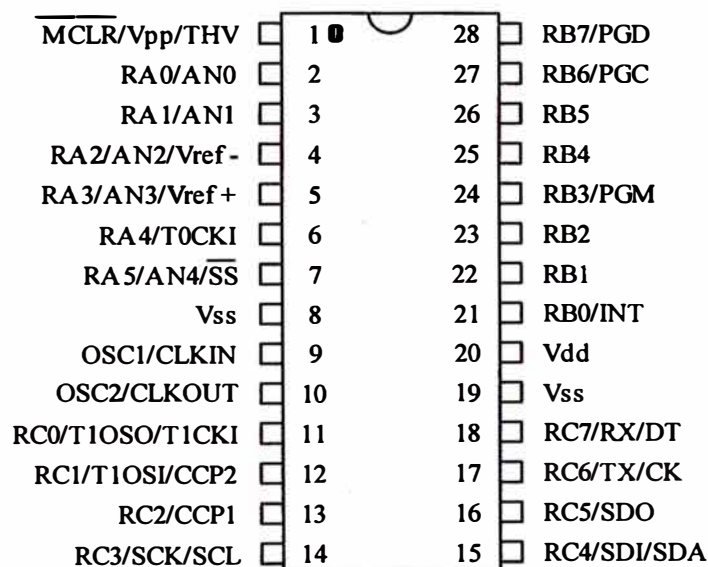 MCLR/Vpp/THV 1 28 RB7/PGD
RA0/AN0 2 27 RB6/PGC
RA1/AN1 3 26 RB5
RA2/AN2/Vref- 4 25 RB4
RA3/AN3/Vref+ 5 24 RB3/PGM
RA4/T0CKI 6 23 RB2
RA5/AN4/SS 7 22 RB1
Vss 8 21 RB0/INT
OSC1/CLKIN 9 20 Vdd
OSC2/CLKOUT 10 19 Vss
RC0/T1OSO/T1CKI 11 18 RC7/RX/DT
RC1/T1OSI/CCP2 12 17 RC6/TX/CK
RC2/CCP1 13 16 RC5/SDO
RC3/SCK/SCL 14 15 RC4/SDI/SDA